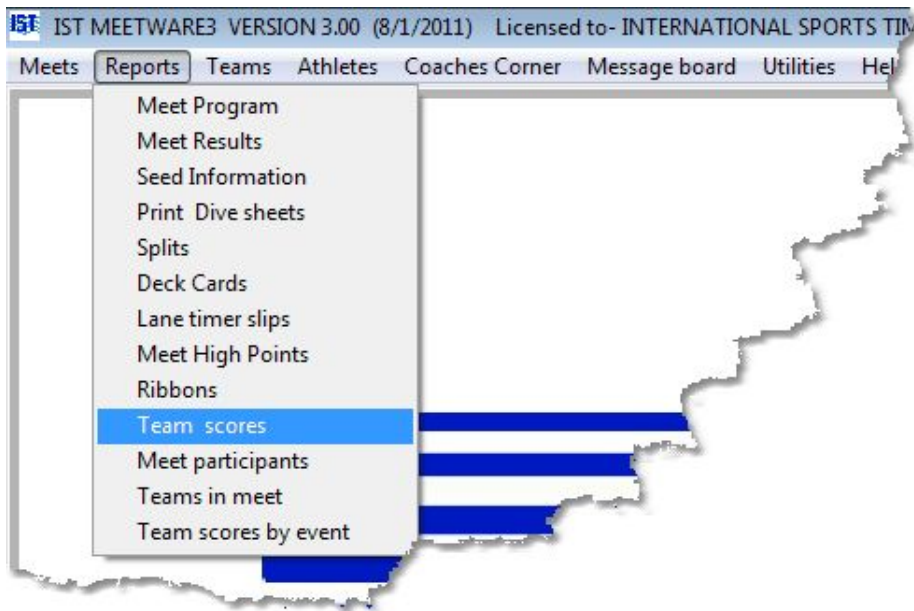 IST IST MEETWARE3 VERSION 3.00 (8/1/2011) Licensed to- INTERNATIONAL SPORTS
Meets Reports Teams Athletes Coaches Corner Message board Utilities
Meet Program
Meet Results
Seed Information
Print Dive sheets
Splits
Deck Cards
Lane timer slips
Meet High Points
Ribbons
Team scores
Meet participants
Teams in meet
Team scores by event